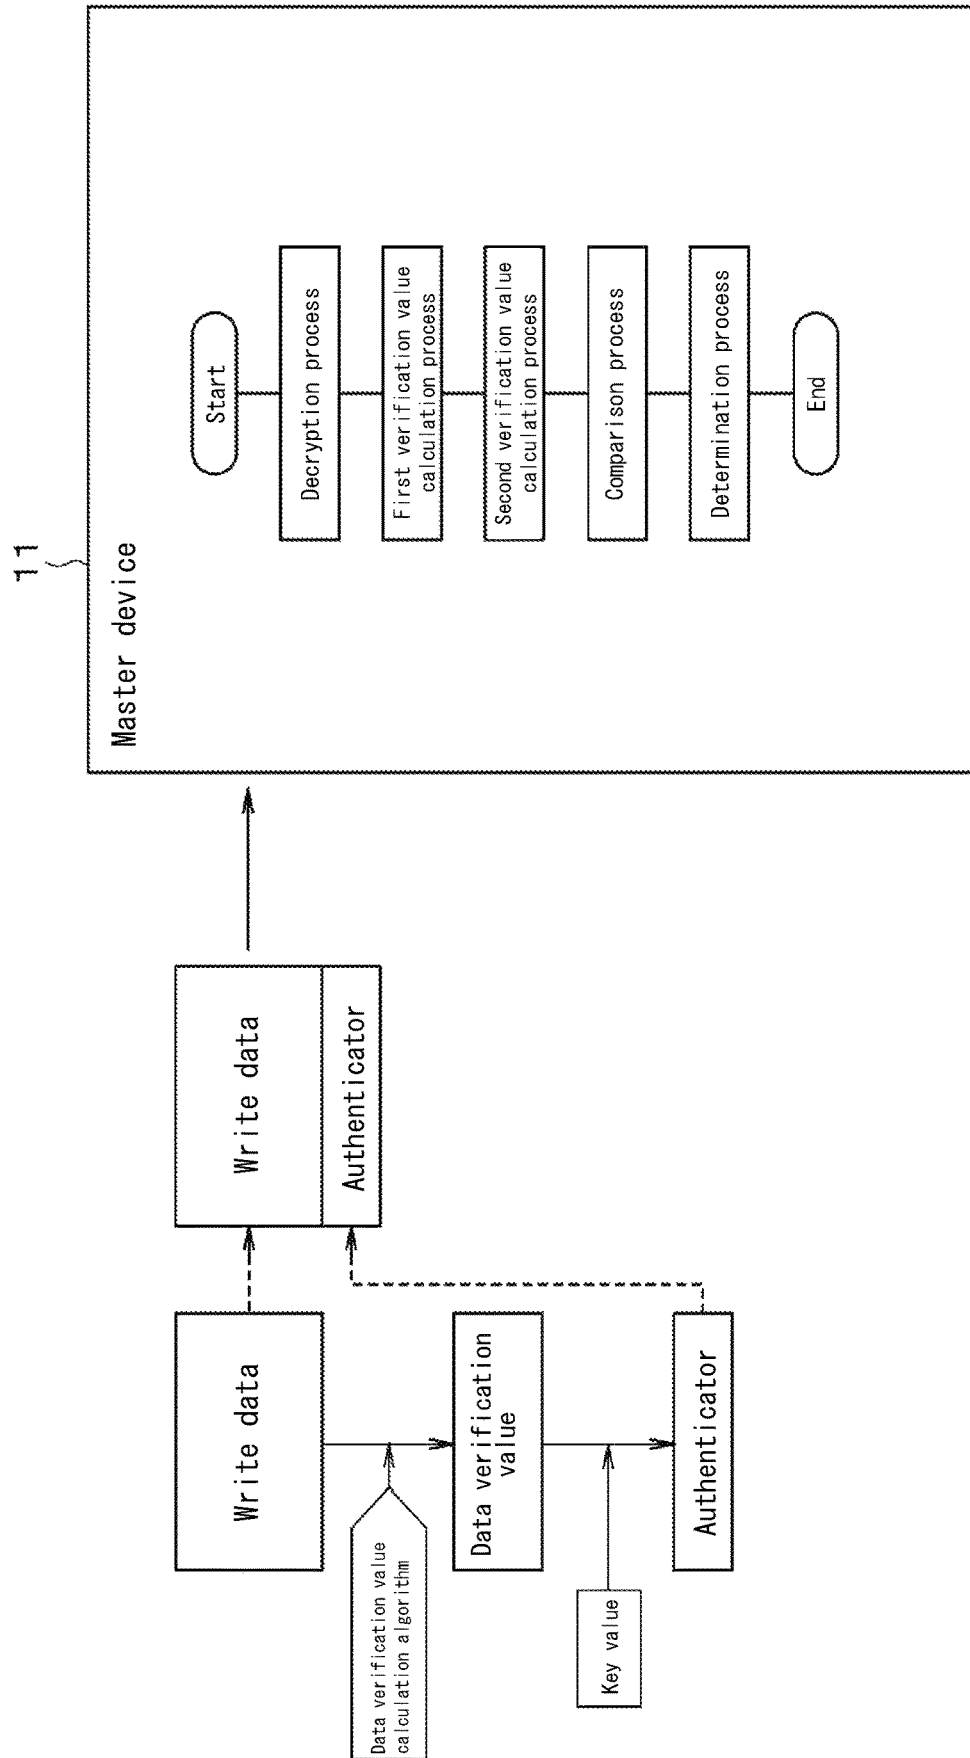 Write data
Data verification value
calculation algorithm
Data verification
value
Key value
Authenticator
Write data
Authenticator
11
Master device
Start
Decryption process
First verification value
calculation process
Second verification value
calculation process
Comparison process
Determination process
End